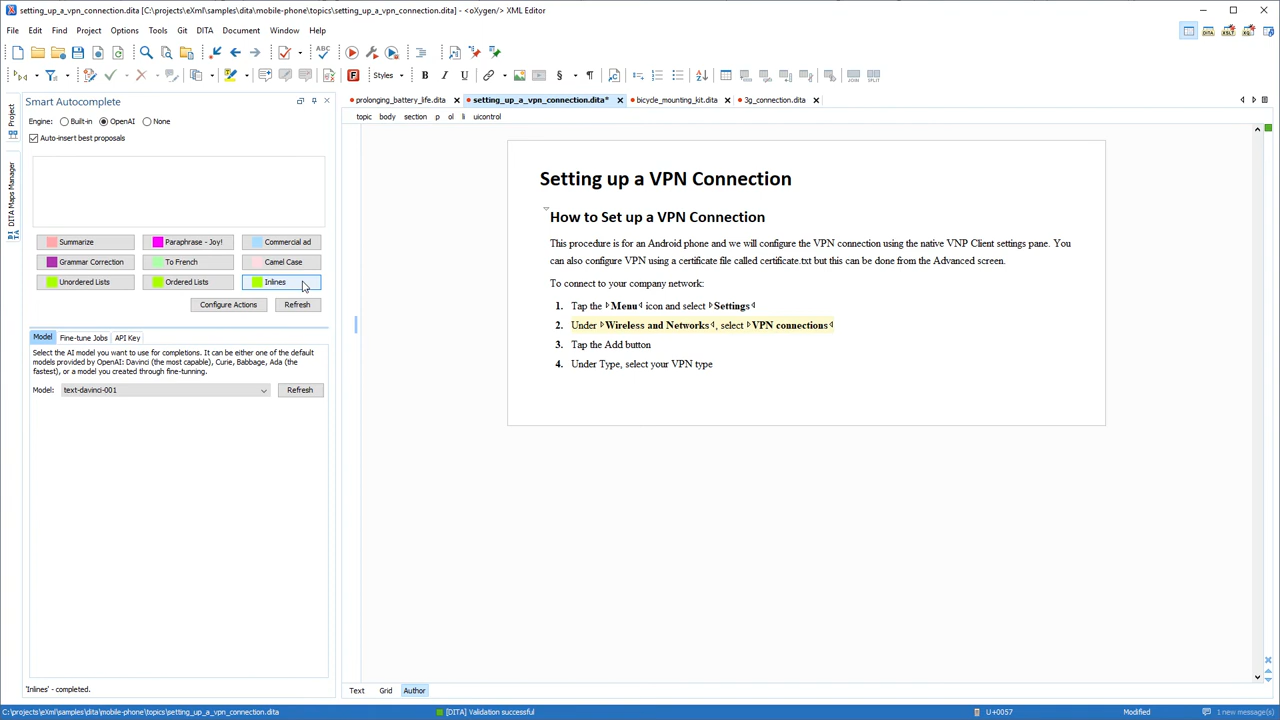 setting_up_a_vpn_connection.dita [C:\projects\eXml\samples\dita\mobile-phone\topics\setting_up_a_vpn_connection.dita] - <oXygen/> XML Editor
File Edit Find Project Options Tools Git DITA Document Window Help
Styles B I U §
Smart Autocomplete
prolonging_battery_life.dita setting_up_a_vpn_connection.dita* bicycle_mounting_kit.dita 3g_connection.dita
Project
DITA Maps Manager
Engine: Built-in OpenAI None
topic body section p ol li uicontrol
Auto-insert best proposals
Summarize Paraphrase - Joy! Commercial ad
Grammar Correction To French Camel Case
Unordered Lists Ordered Lists Inlines
Configure Actions Refresh
Model Fine-tune Jobs API Key
Select the AI model you want to use for completions. It can be either one of the default
models provided by OpenAI: Davinci (the most capable), Curie, Babbage, Ada (the
fastest), or a model you created through fine-tuning.
Model: text-davinci-001 Refresh
'Inlines' - completed.
Setting up a VPN Connection
How to Set up a VPN Connection
This procedure is for an Android phone and we will configure the VPN connection using the native VNP Client settings pane. You
can also configure VPN using a certificate file called certificate.txt but this can be done from the Advanced screen.
To connect to your company network:
1. Tap the Menu icon and select Settings
2. Under Wireless and Networks, select VPN connections
3. Tap the Add button
4. Under Type, select your VPN type
Text Grid Author
C:\projects\eXml\samples\dita\mobile-phone\topics\setting_up_a_vpn_connection.dita [DITA] Validation successful U+0057 Modified 1 new message(s)